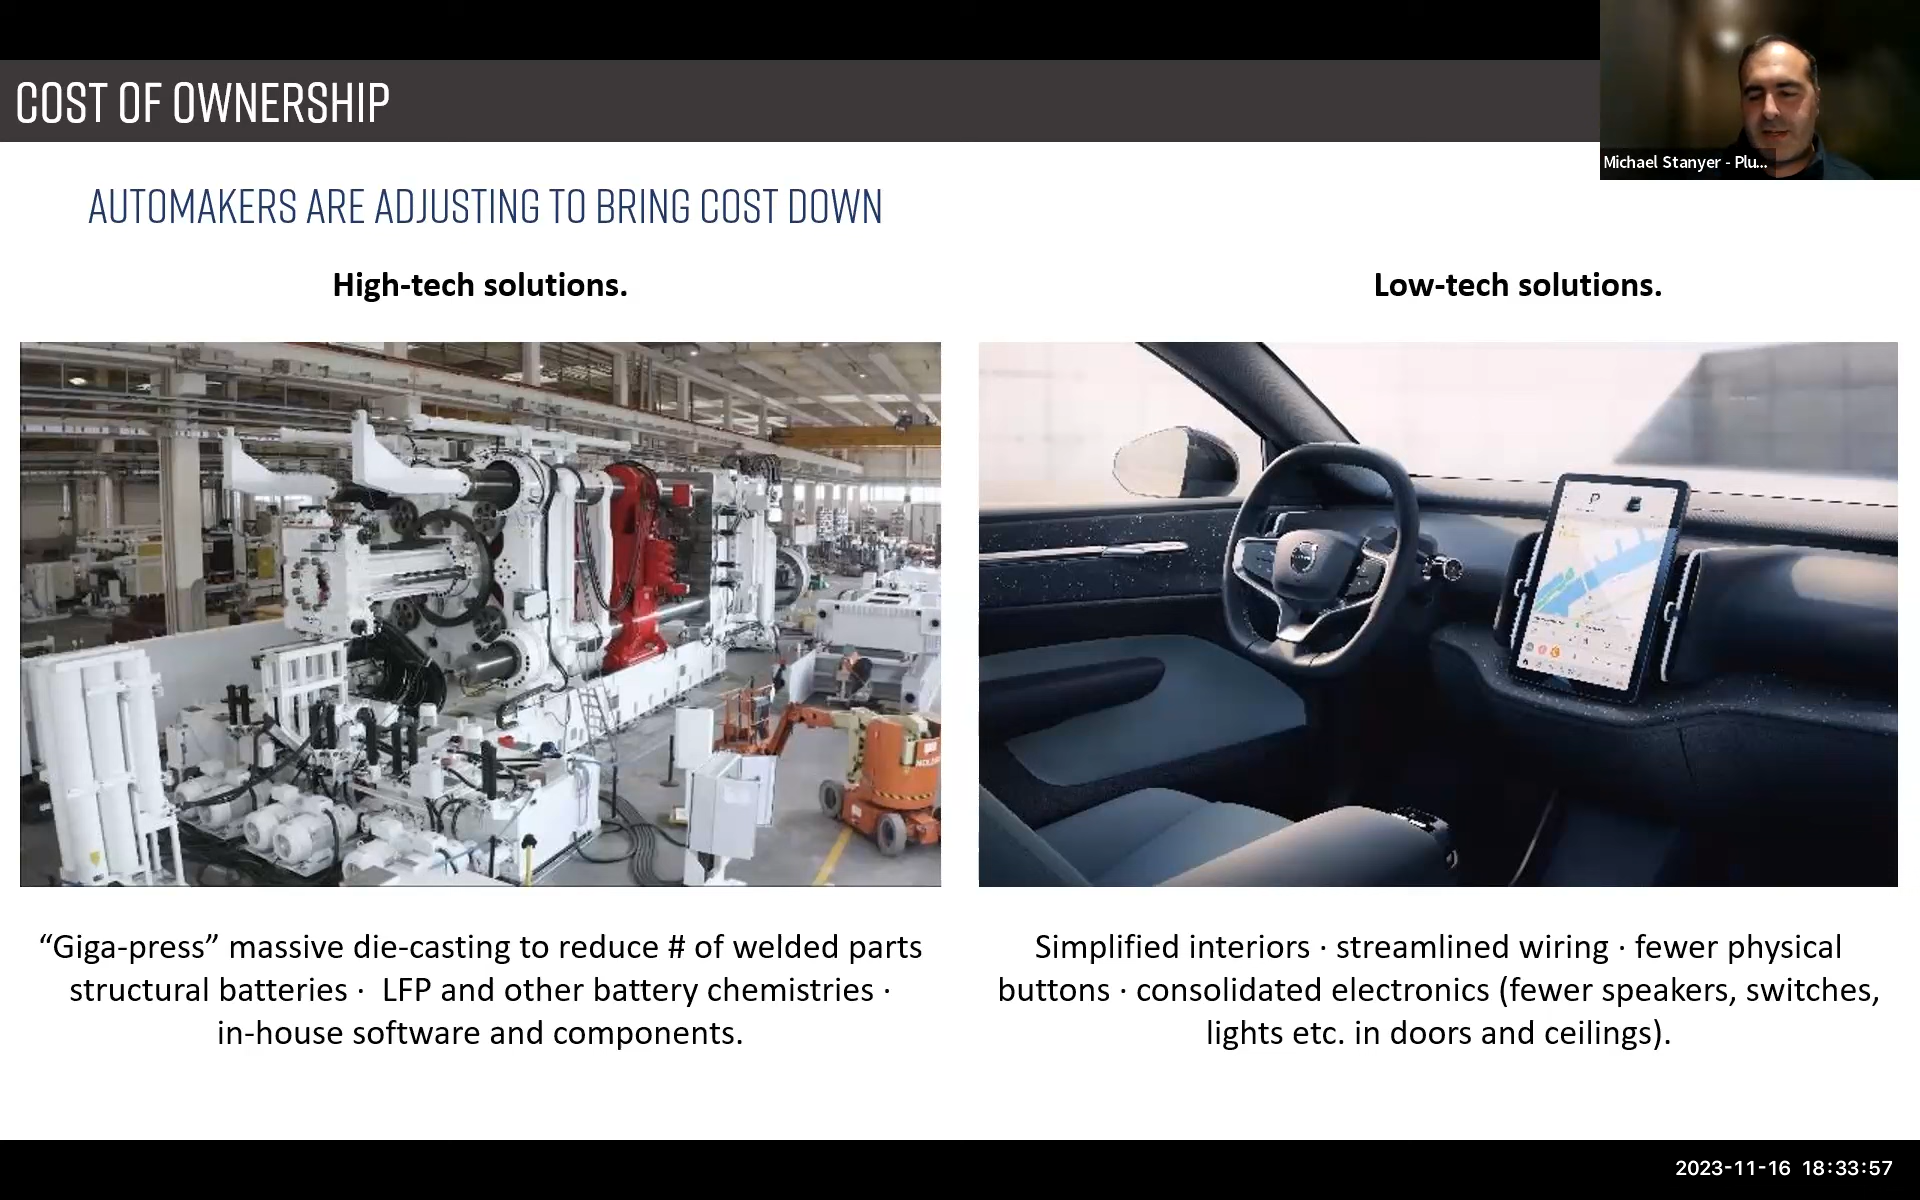 COST OF OWNERSHIP
Michael Stanyer - Plu...
AUTOMAKERS ARE ADJUSTING TO BRING COST DOWN
High-tech solutions.
Low-tech solutions.
P
“Giga-press” massive die-casting to reduce # of welded parts
structural batteries · LFP and other battery chemistries ·
in-house software and components.
Simplified interiors · streamlined wiring · fewer physical
buttons · consolidated electronics (fewer speakers, switches,
lights etc. in doors and ceilings).
2023-11-16 18:33:57